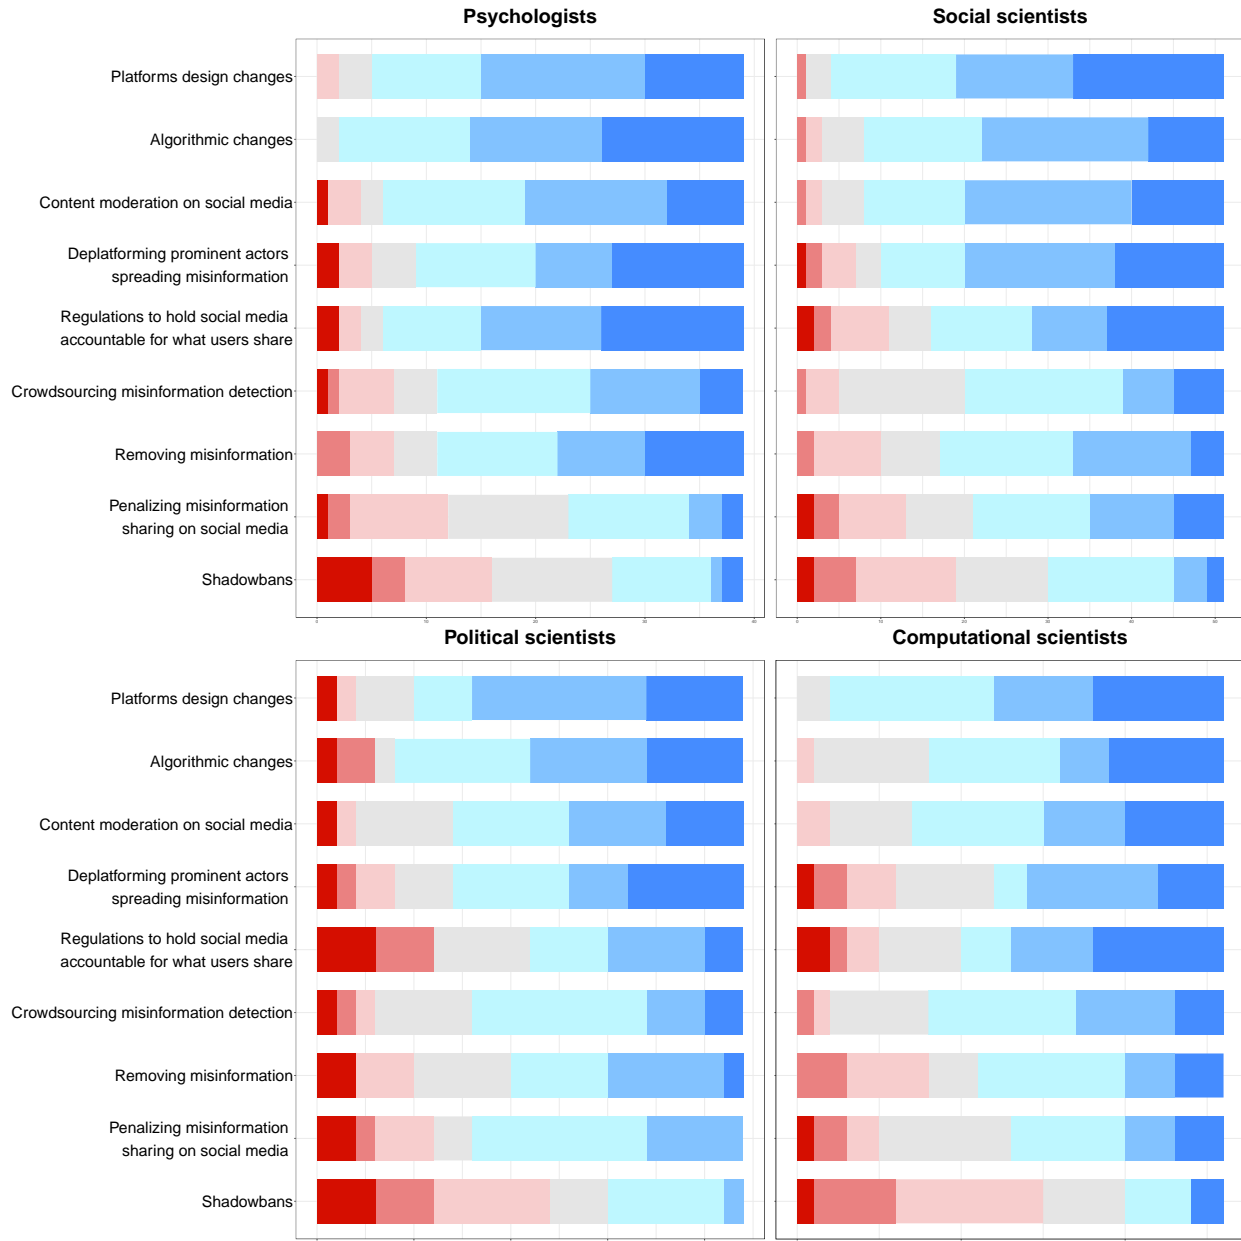 Psychologists
Social scientists
Platforms design changes
Algorithmic changes
Content moderation on social media
Deplatforming prominent actors
spreading misinformation
Regulations to hold social media
accountable for what users share
Crowdsourcing misinformation detection
Removing misinformation
Penalizing misinformation
sharing on social media
Shadowbans
Political scientists
Computational scientists
Platforms design changes
Algorithmic changes
Content moderation on social media
Deplatforming prominent actors
spreading misinformation
Regulations to hold social media
accountable for what users share
Crowdsourcing misinformation detection
Removing misinformation
Penalizing misinformation
sharing on social media
Shadowbans